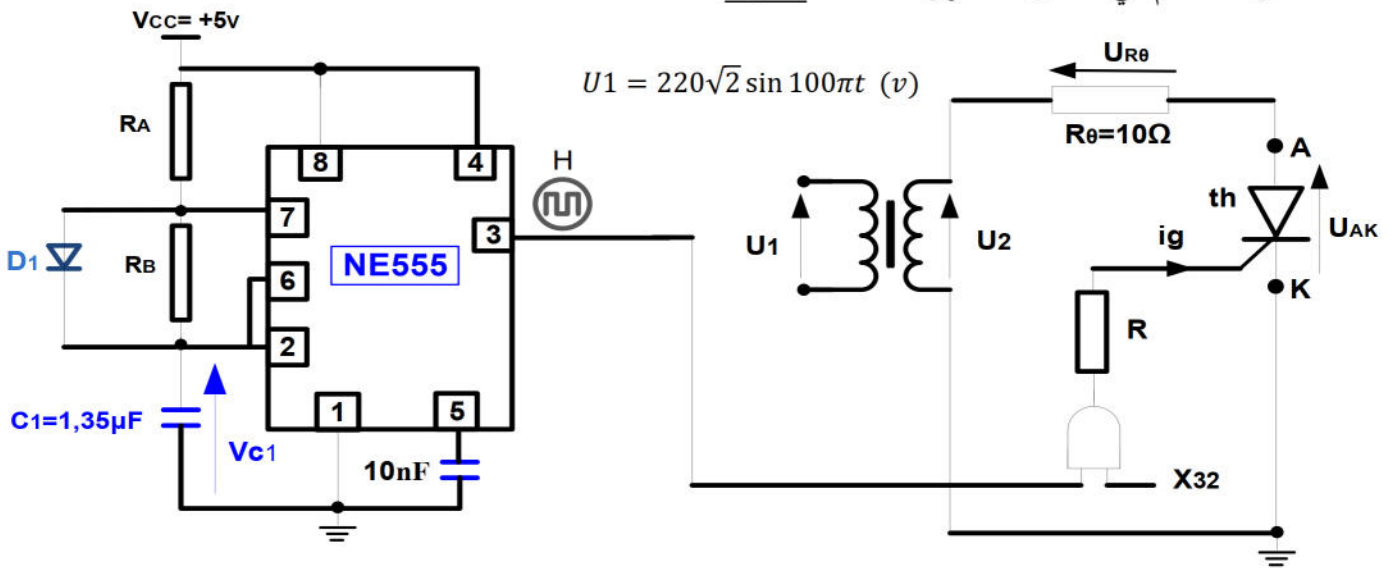 VCC= +5V
U1 = 220√2 sin 100πt (v)
URθ
RA
Rθ=10Ω
A
8
4
H
7
3
th
UAK
D1
RB
NE555
U1
U2
ig
6
K
2
R
C1=1,35µF
1
5
Vc1
10nF
X32